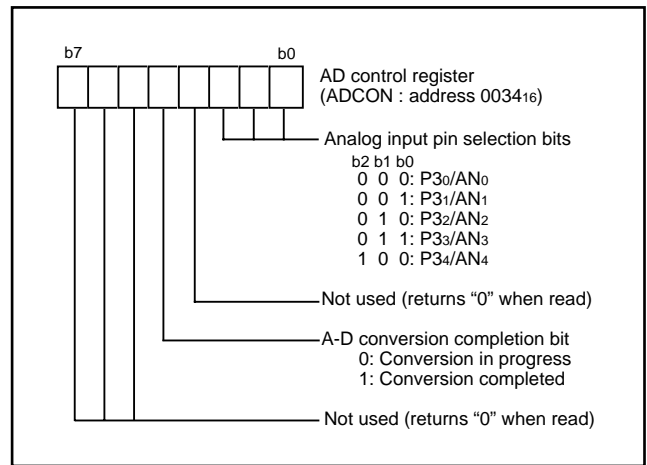 b7 b0
AD control register
(ADCON : address 003416)
Analog input pin selection bits
b2 b1 b0
0 0 0: P30/AN0
0 0 1: P31/AN1
0 1 0: P32/AN2
0 1 1: P33/AN3
1 0 0: P34/AN4
Not used (returns “0” when read)
A-D conversion completion bit
0: Conversion in progress
1: Conversion completed
Not used (returns “0” when read)